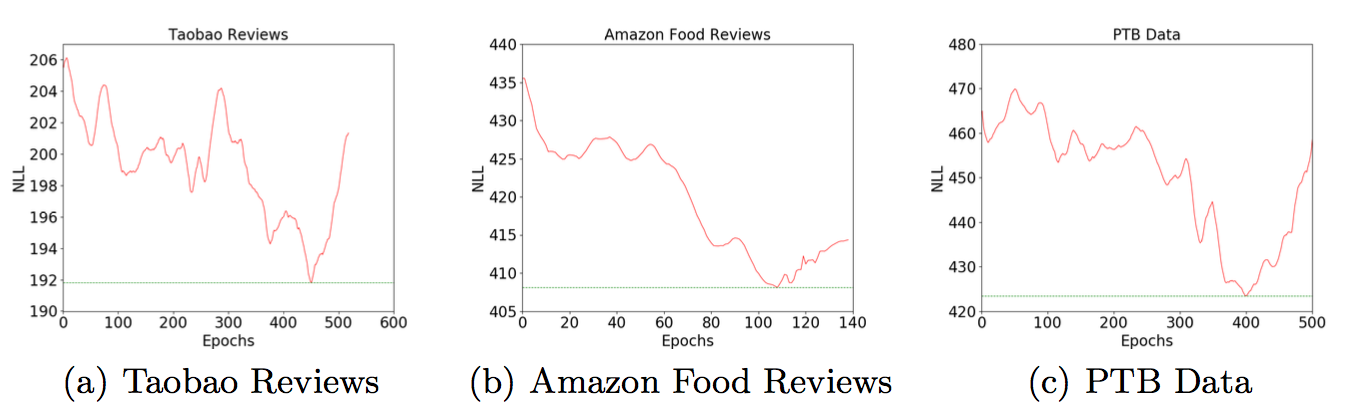 Taobao Reviews
NLL
206
204
202
200
198
196
194
192
190
0 100 200 300 400 500 600
Epochs
(a) Taobao Reviews
Amazon Food Reviews
NLL
440
435
430
425
420
415
410
405
0 20 40 60 80 100 120 140
Epochs
(b) Amazon Food Reviews
PTB Data
NLL
480
470
460
450
440
430
420
0 100 200 300 400 500
Epochs
(c) PTB Data